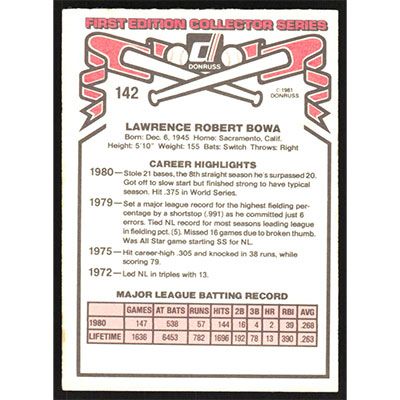 FIRST EDITION COLLECTOR SERIES
DONRUSS
142
©1981
DONRUSS
LAWRENCE ROBERT BOWA
Born: Dec. 6, 1945 Home: Sacramento, Calif.
Height: 5'10" Weight: 155 Bats: Switch Throws: Right
CAREER HIGHLIGHTS
1980—Stole 21 bases, the 8th straight season he's surpassed 20.
Got off to slow start but finished strong to have typical
season. Hit .375 in World Series.
1979—Set a major league record for the highest fielding per-
centage by a shortstop (.991) as he committed just 6
errors. Tied NL record for most seasons leading league
in fielding pct. (5). Missed 16 games due to broken thumb.
Was All Star game starting SS for NL.
1975—Hit career-high .305 and knocked in 38 runs, while
scoring 79.
1972—Led NL in triples with 13.
MAJOR LEAGUE BATTING RECORD
GAMES AT BATS RUNS HITS 2B 3B HR RBI AVG
1980 147 538 57 144 16 4 2 39 .268
LIFETIME 1636 6453 782 1696 192 78 13 390 .263